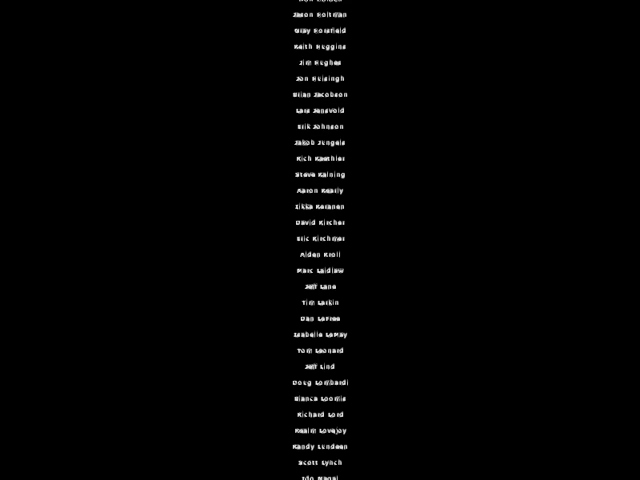 Jason Holtman
Gray Horsfield
Keith Huggins
Jim Hughes
Jon Huisingh
Brian Jacobson
Lars Jensvold
Erik Johnson
Jakob Jungels
Rich Kaethler
Steve Kalning
Aaron Kearly
Iikka Keranen
David Kircher
Eric Kirchmer
Alden Kroll
Marc Laidlaw
Jeff Lane
Tim Larkin
Dan LeFree
Isabelle LeMay
Tom Leonard
Jeff Lind
Doug Lombardi
Bianca Loomis
Richard Lord
Realm Lovejoy
Randy Lundeen
Scott Lynch
Ido Magal